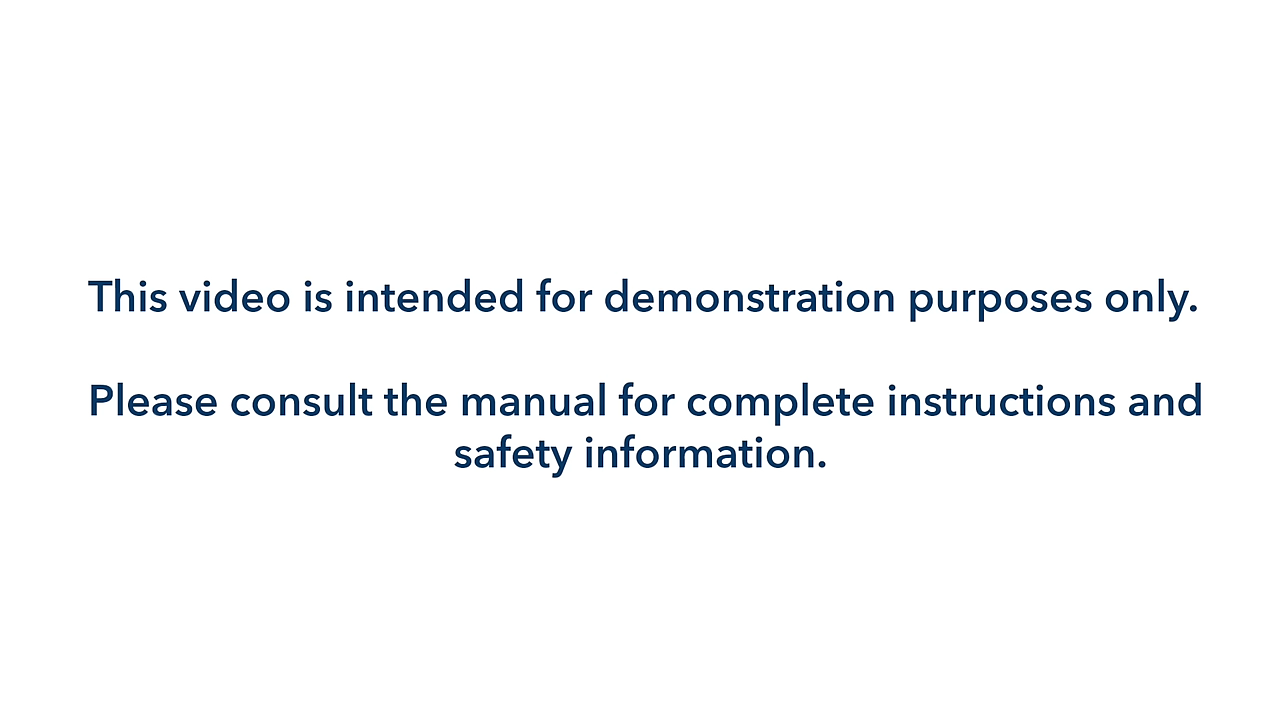 This video is intended for demonstration purposes only.
Please consult the manual for complete instructions and
safety information.